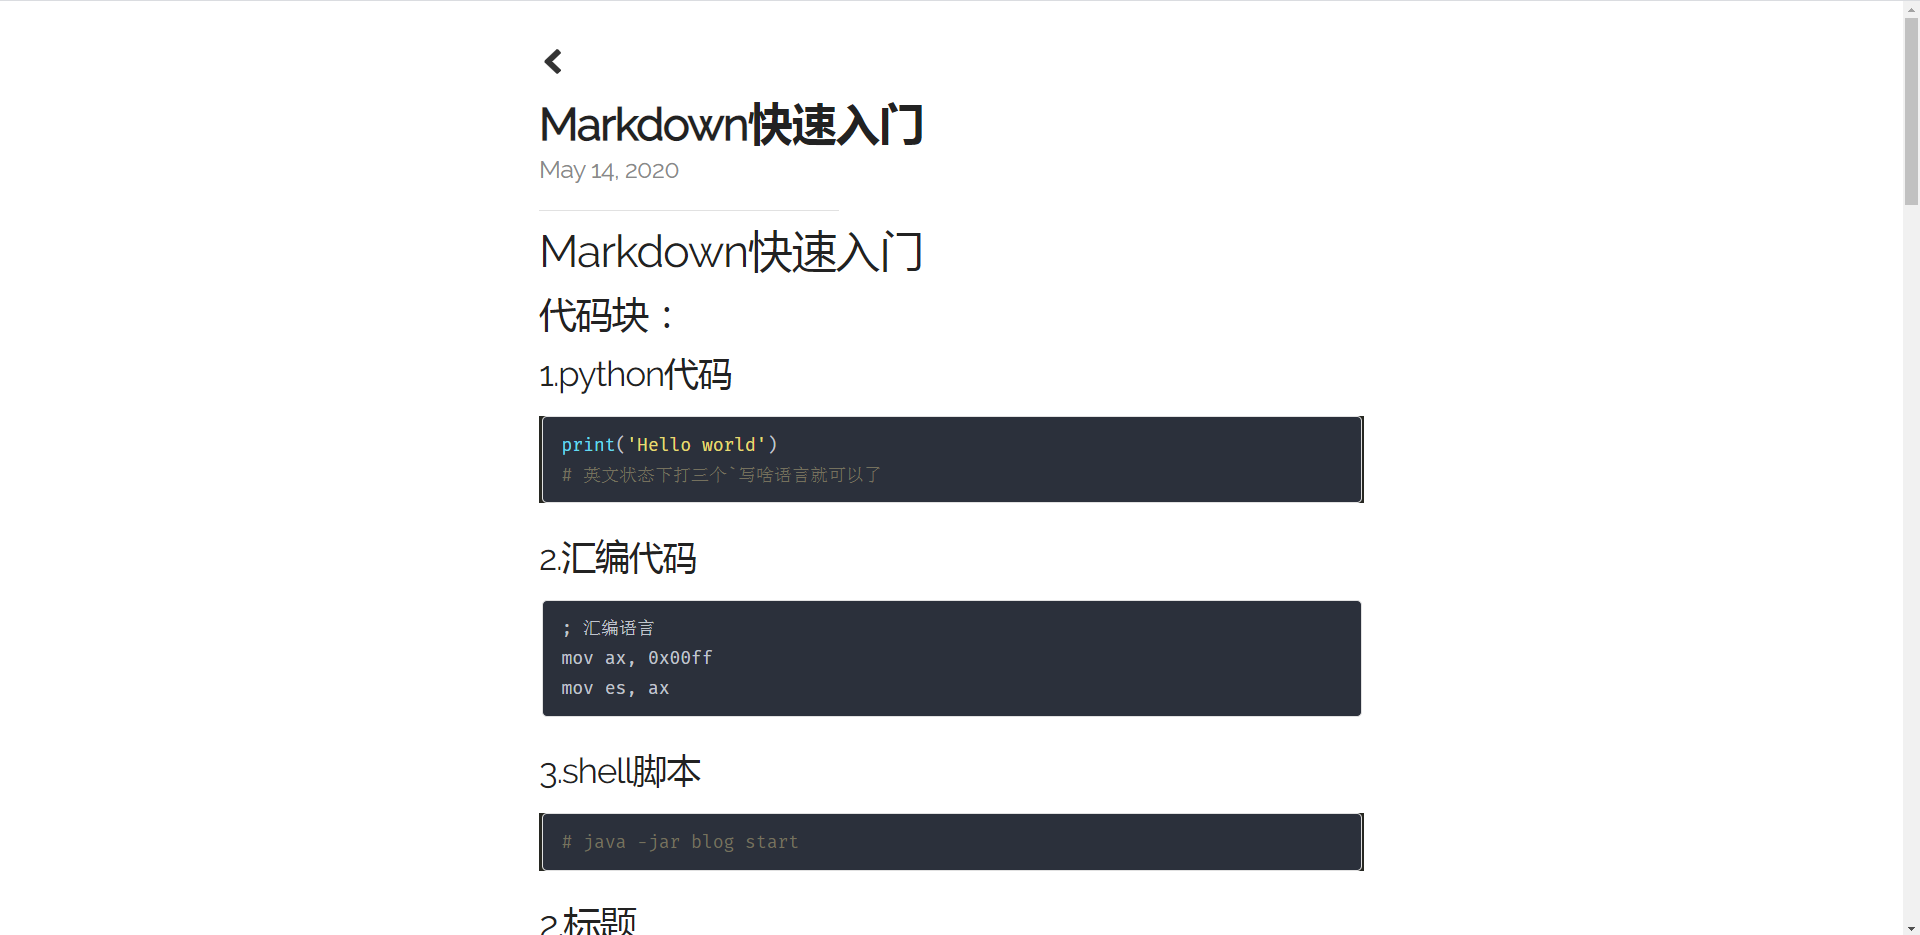 Markdown快速入门
May 14, 2020
Markdown快速入门
代码块：
1.python代码
print('Hello world')
# 英文状态下打三个`写啥语言就可以了
2.汇编代码
; 汇编语言
mov ax, 0x00ff
mov es, ax
3.shell脚本
# java -jar blog start
2.标题